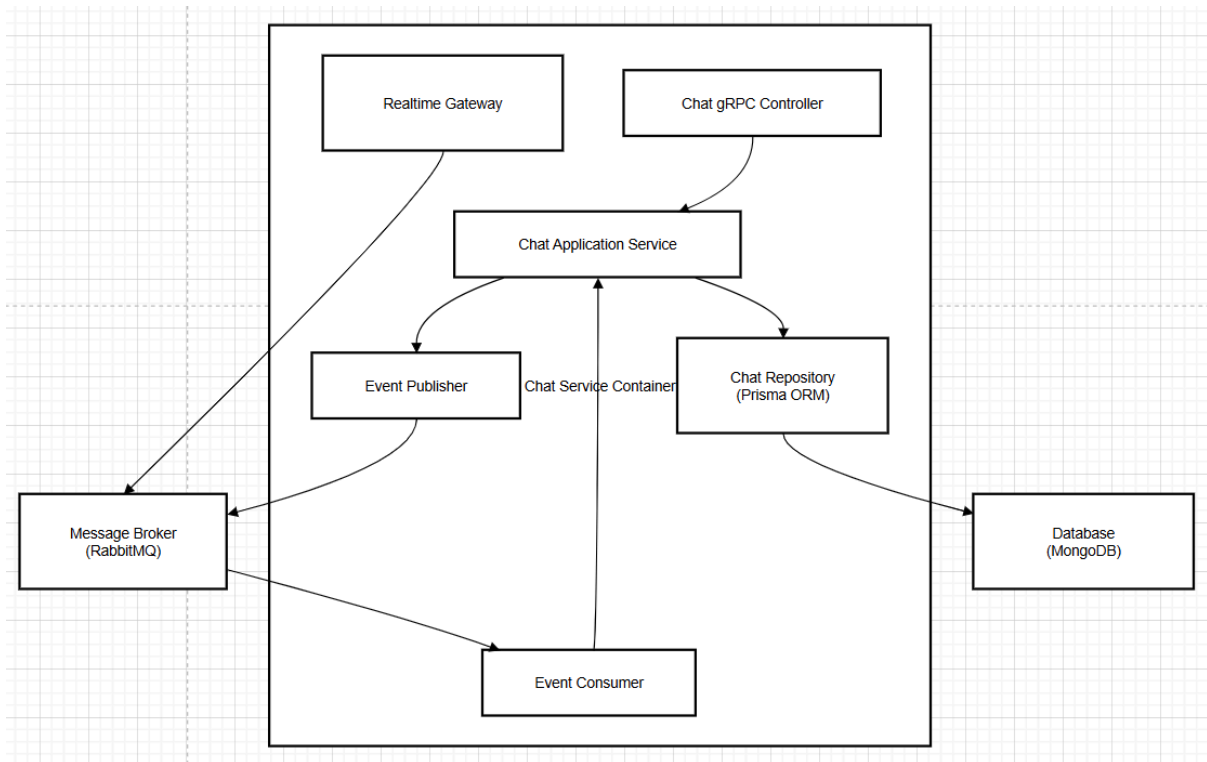 Realtime Gateway
Chat gRPC Controller
Chat Application Service
Event Publisher
Chat Service Container
Chat Repository
(Prisma ORM)
Message Broker
(RabbitMQ)
Database
(MongoDB)
Event Consumer